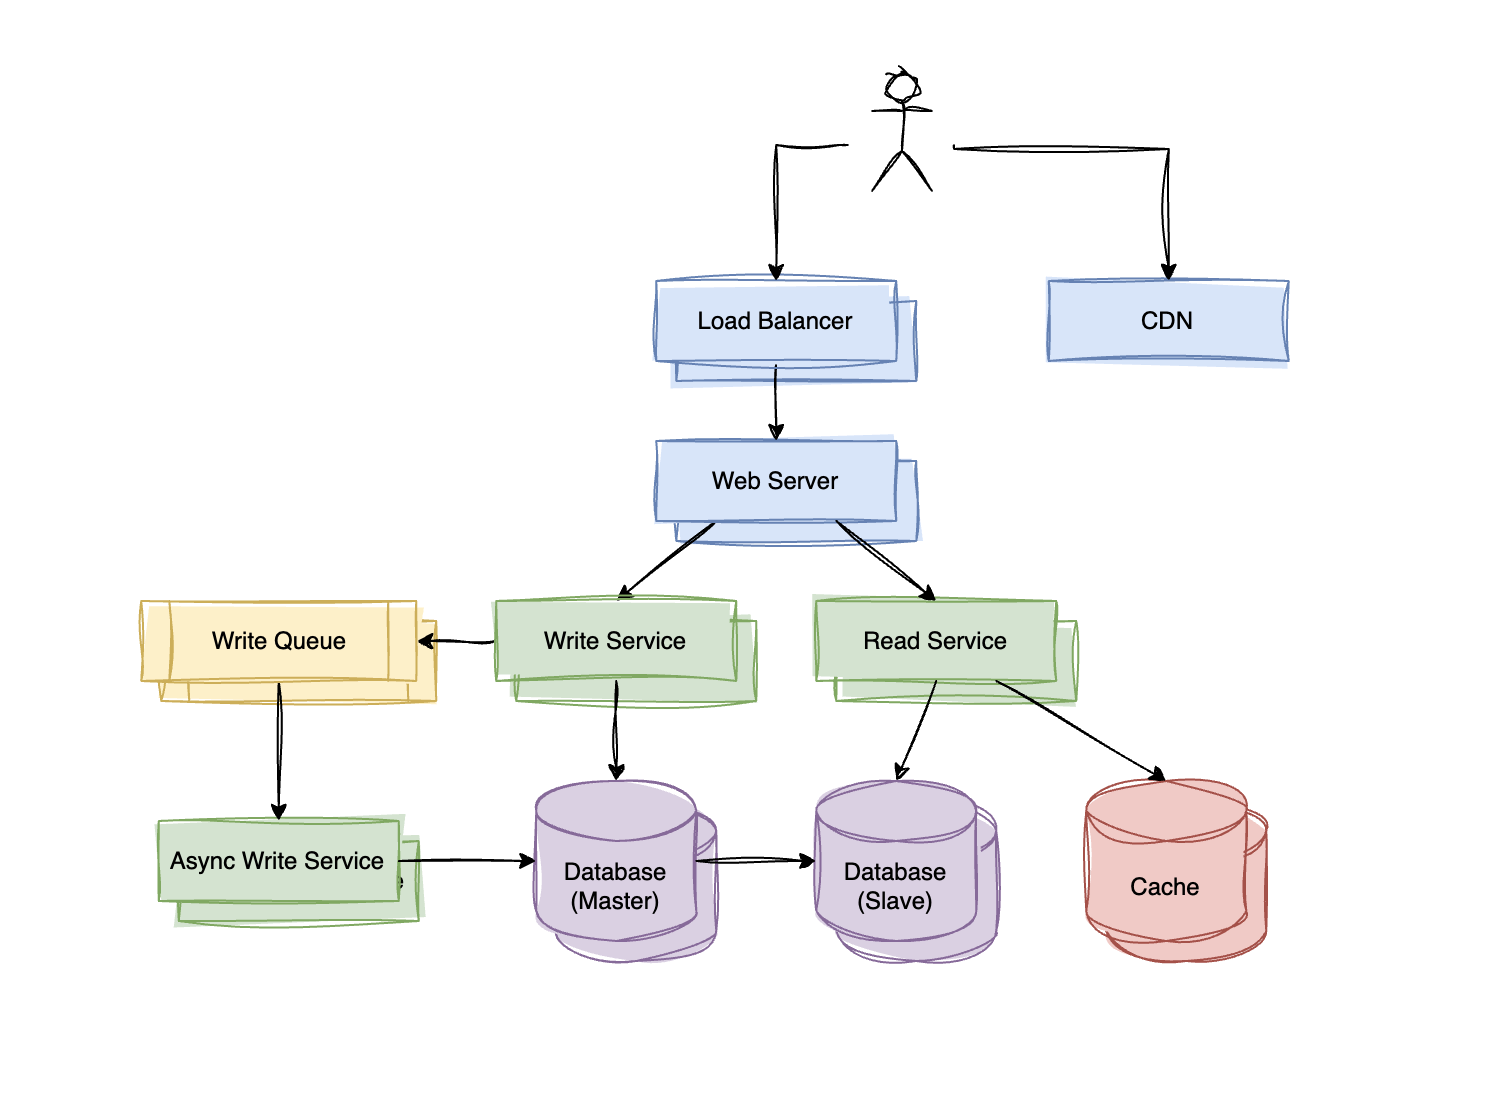 Load Balancer
CDN
Web Server
Write Queue
Write Service
Read Service
Async Write Service
Database
(Master)
Database
(Slave)
Cache